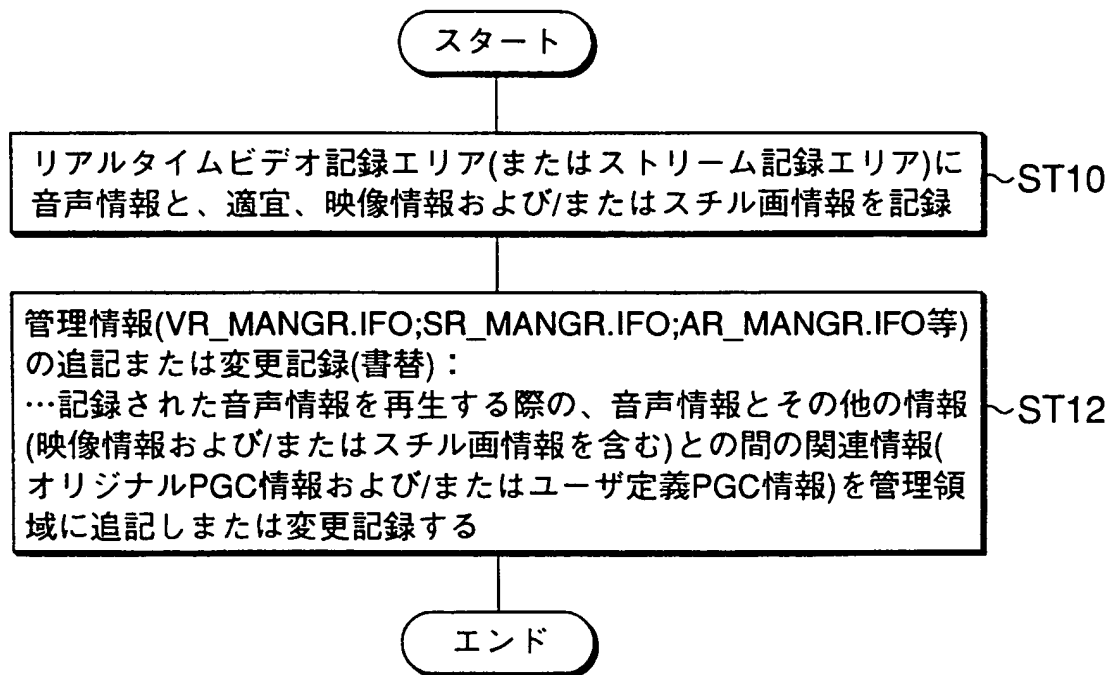 スタート
リアルタイムビデオ記録エリア(またはストリーム記録エリア)に
音声情報と、適宜、映像情報および/またはスチル画情報を記録
~ST10
管理情報(VR_MANGR.IFO;SR_MANGR.IFO;AR_MANGR.IFO等)
の追記または変更記録(書替)：
…記録された音声情報を再生する際の、音声情報とその他の情報
(映像情報および/またはスチル画情報を含む)との間の関連情報(
オリジナルPGC情報および/またはユーザ定義PGC情報)を管理領
域に追記しまたは変更記録する
~ST12
エンド